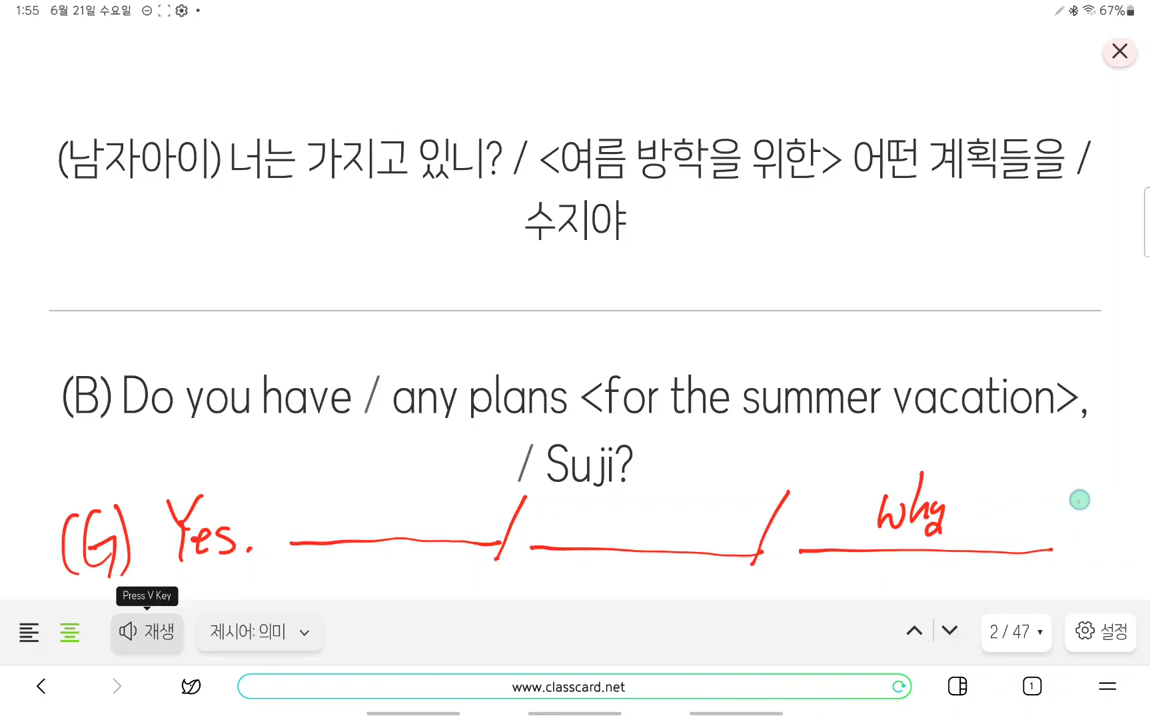 1:55 6월 21일 수요일 67%
(남자아이) 너는 가지고 있니? / <여름 방학을 위한> 어떤 계획들을 /
수지야
(B) Do you have / any plans <for the summer vacation>,
/ Suji?
why
(G) Yes. / /
Press V Key
재생 제시어: 의미 2 / 47 설정
www.classcard.net 1